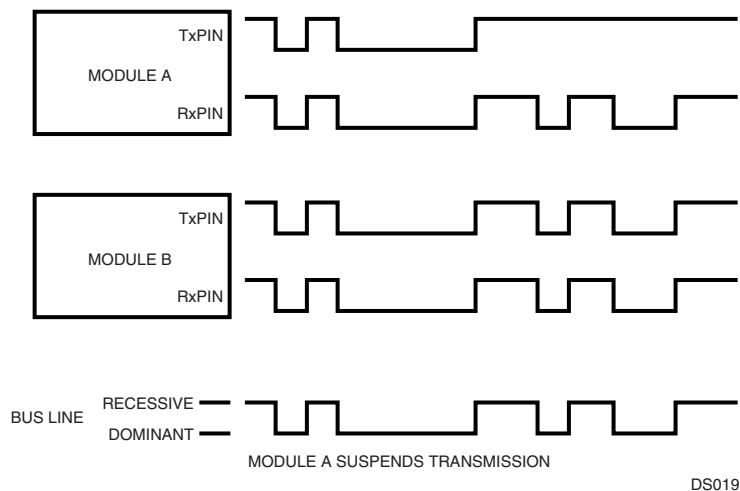 TxPIN
MODULE A
RxPIN
TxPIN
MODULE B
RxPIN
RECESSIVE
BUS LINE
DOMINANT
MODULE A SUSPENDS TRANSMISSION
DS019